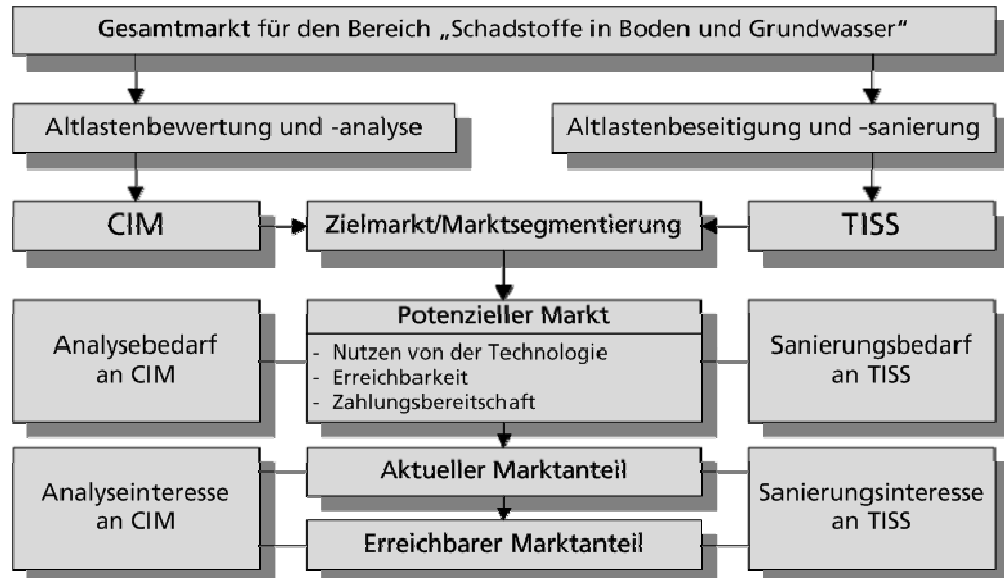 Gesamtmarkt für den Bereich „Schadstoffe in Boden und Grundwasser“
Altlastenbewertung und -analyse
Altlastenbeseitigung und -sanierung
CIM
Zielmarkt/Marktsegmentierung
TISS
Analysebedarf
an CIM
Potenzieller Markt
- Nutzen von der Technologie
- Erreichbarkeit
- Zahlungsbereitschaft
Sanierungsbedarf
an TISS
Analyseinteresse
an CIM
Aktueller Marktanteil
Erreichbarer Marktanteil
Sanierungsinteresse
an TISS